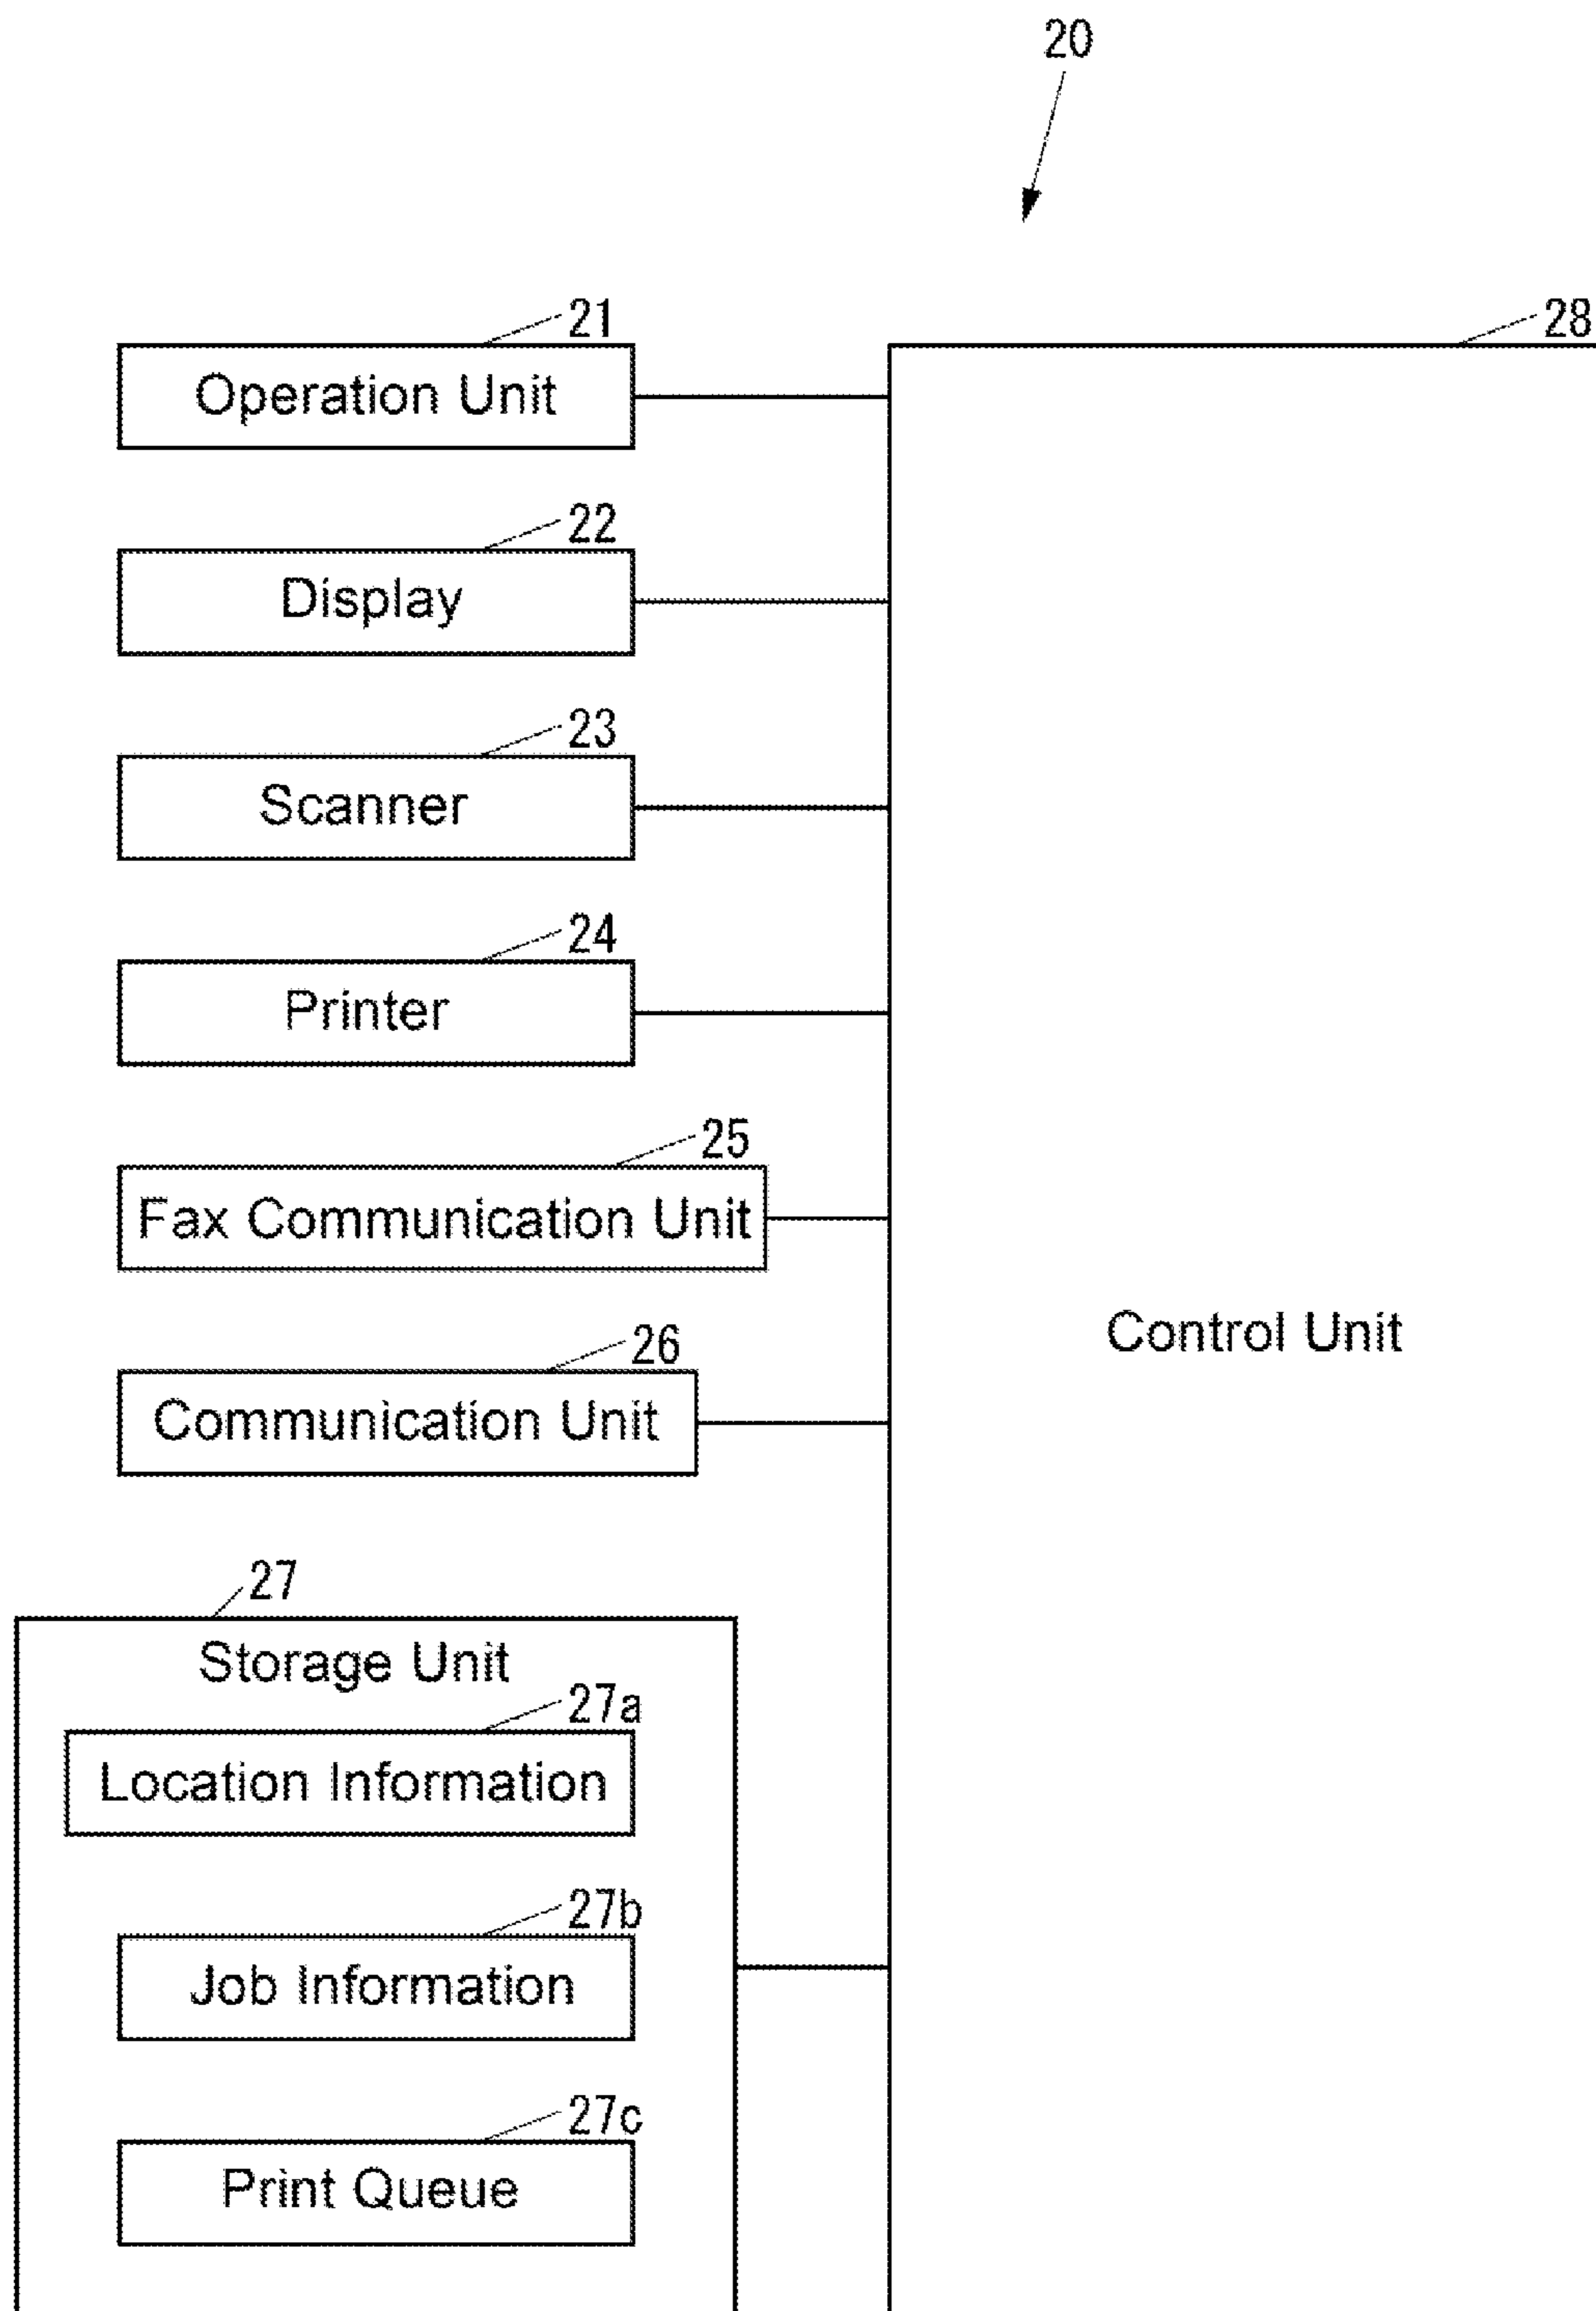 20
21
28
Operation Unit
22
Display
23
Scanner
24
Printer
25
Fax Communication Unit
Control Unit
26
Communication Unit
27
Storage Unit
27a
Location Information
27b
Job Information
27c
Print Queue